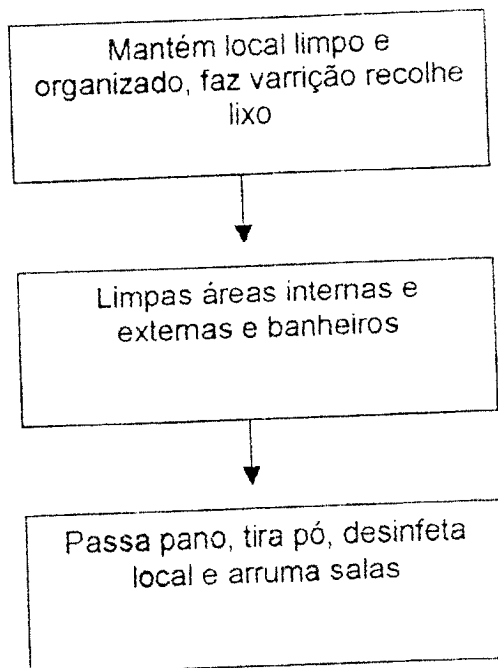 Mantém local limpo e
organizado, faz varrição recolhe
lixo
Limpas áreas internas e
externas e banheiros
Passa pano, tira pó, desinfeta
local e arruma salas